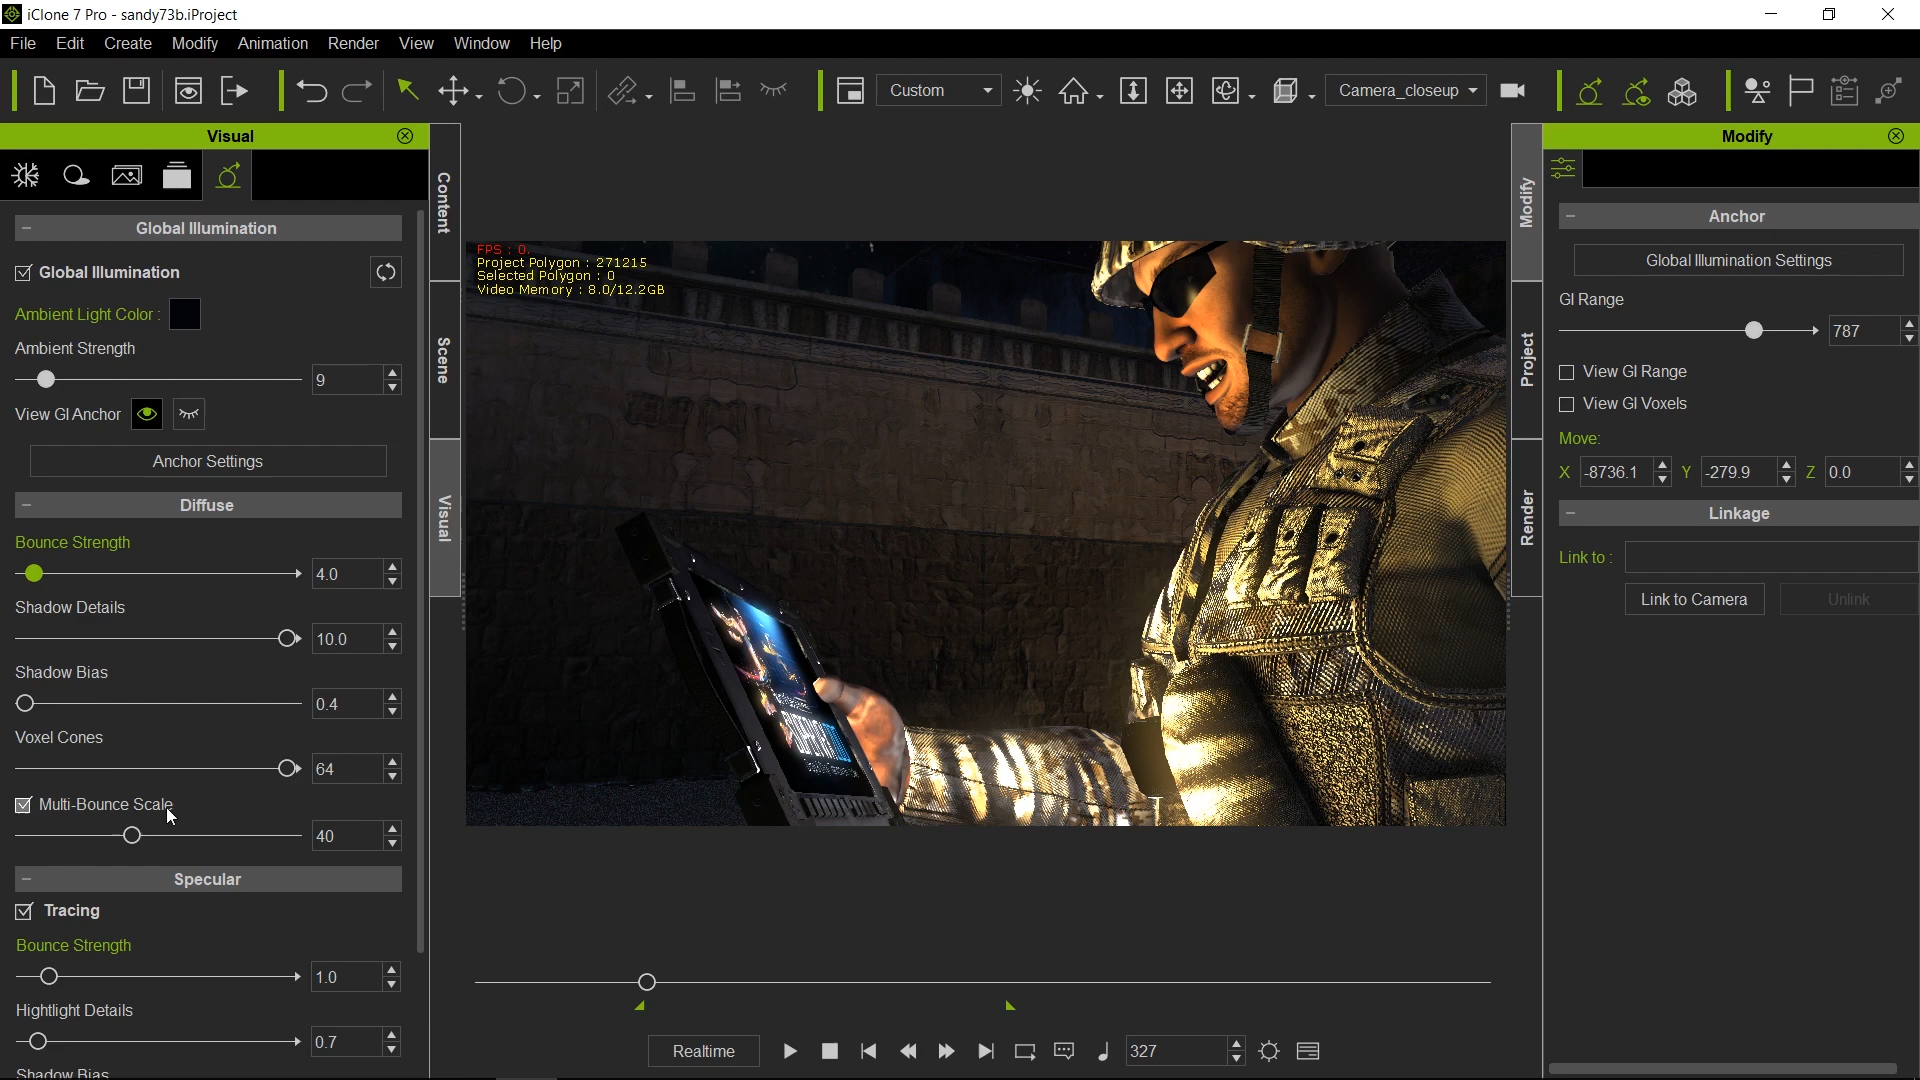 iClone 7 Pro - sandy73b.iProject
File Edit Create Modify Animation Render View Window Help
Custom
Camera_closeup
Visual
Global Illumination
Global Illumination
Ambient Light Color :
Ambient Strength
9
View GI Anchor
Anchor Settings
Diffuse
Bounce Strength
4.0
Shadow Details
10.0
Shadow Bias
0.4
Voxel Cones
64
Multi-Bounce Scale
40
Specular
Tracing
Bounce Strength
1.0
Hightlight Details
0.7
Shadow Bias
Content
Scene
Visual
FPS : 0.
Project Polygon : 271215
Selected Polygon : 0
Video Memory : 8.0/12.2GB
Realtime
327
Modify
Project
Render
Modify
Anchor
Global Illumination Settings
GI Range
787
View GI Range
View GI Voxels
Move:
X -8736.1 Y -279.9 Z 0.0
Linkage
Link to :
Link to Camera Unlink